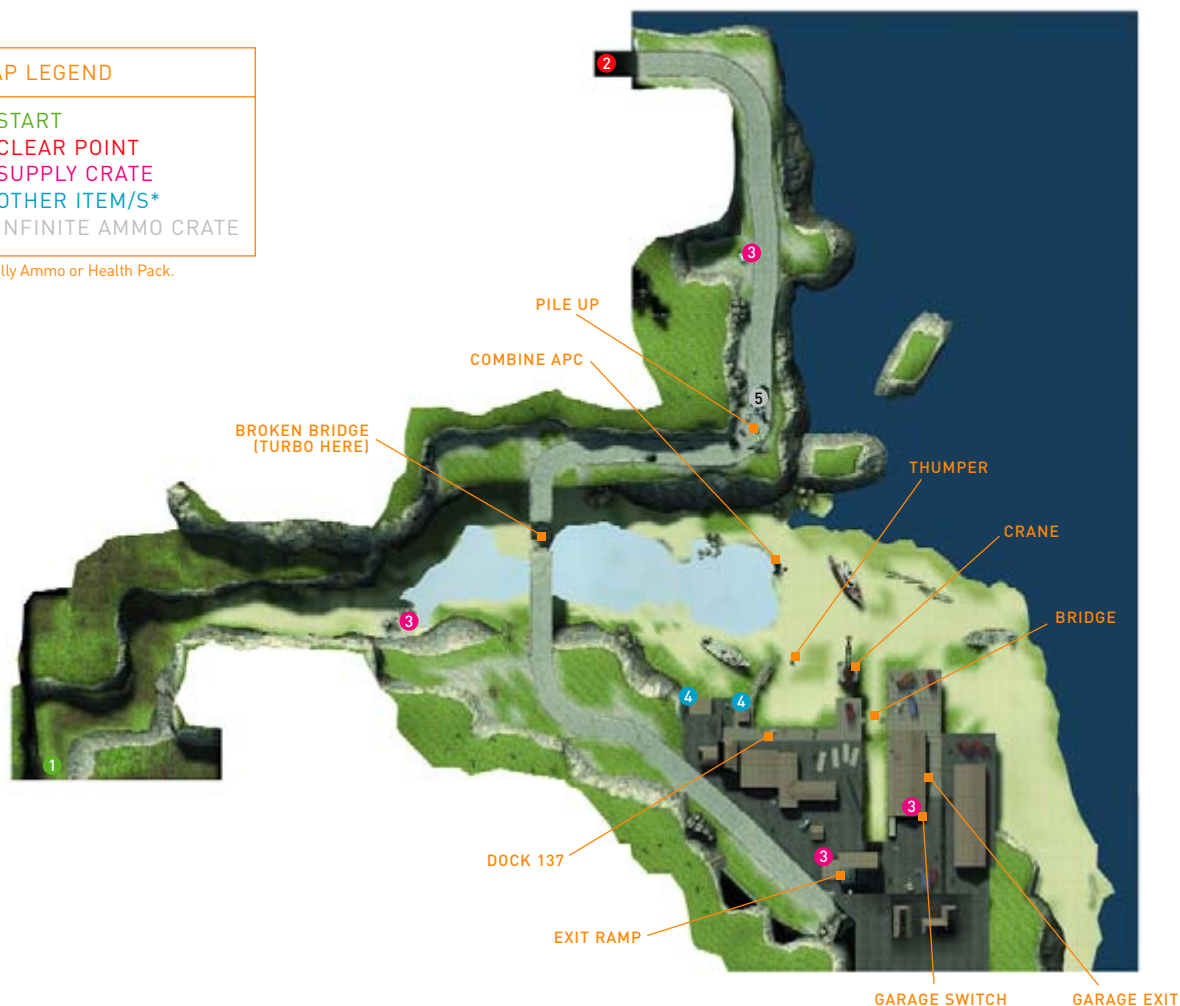 AP LEGEND
START
CLEAR POINT
SUPPLY CRATE
OTHER ITEM/S*
INFINITE AMMO CRATE
lly Ammo or Health Pack.
2
3
PILE UP
COMBINE APC
5
BROKEN BRIDGE
(TURBO HERE)
THUMPER
CRANE
3
BRIDGE
4
4
1
3
DOCK 137
3
EXIT RAMP
GARAGE SWITCH
GARAGE EXIT